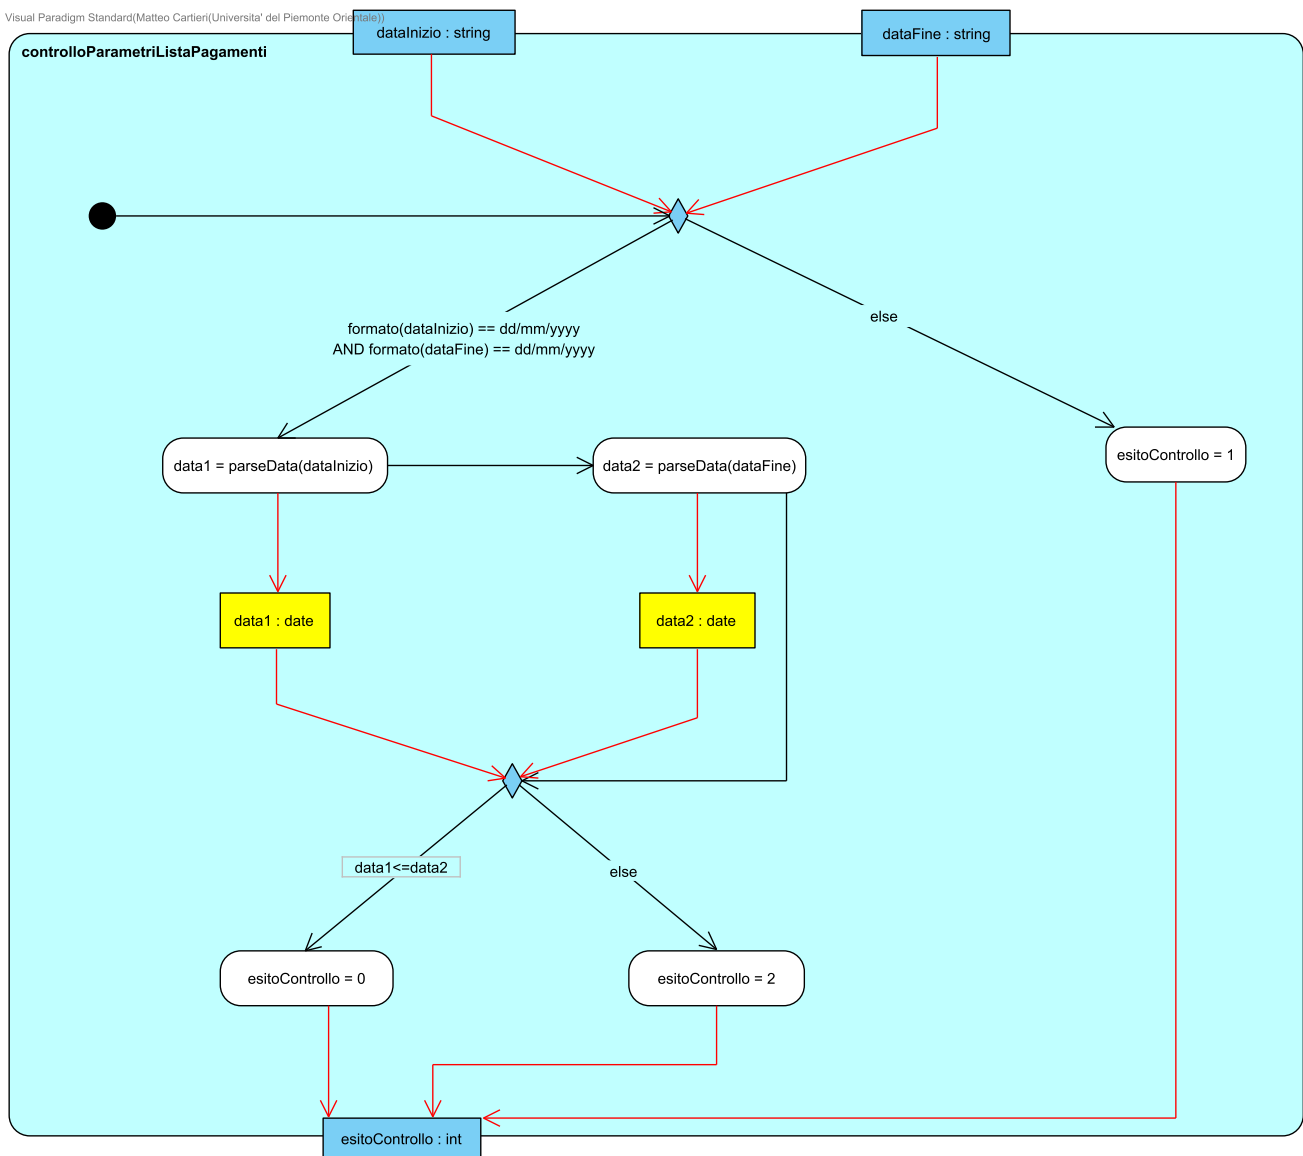 Visual Paradigm Standard(Matteo Cartieri(Universita' del Piemonte Orientale))
dataInizio : string
dataFine : string
controlloParametriListaPagamenti
formato(dataInizio) == dd/mm/yyyy
AND formato(dataFine) == dd/mm/yyyy
else
data1 = parseData(dataInizio)
data2 = parseData(dataFine)
esitoControllo = 1
data1 : date
data2 : date
data1<=data2
else
esitoControllo = 0
esitoControllo = 2
esitoControllo : int